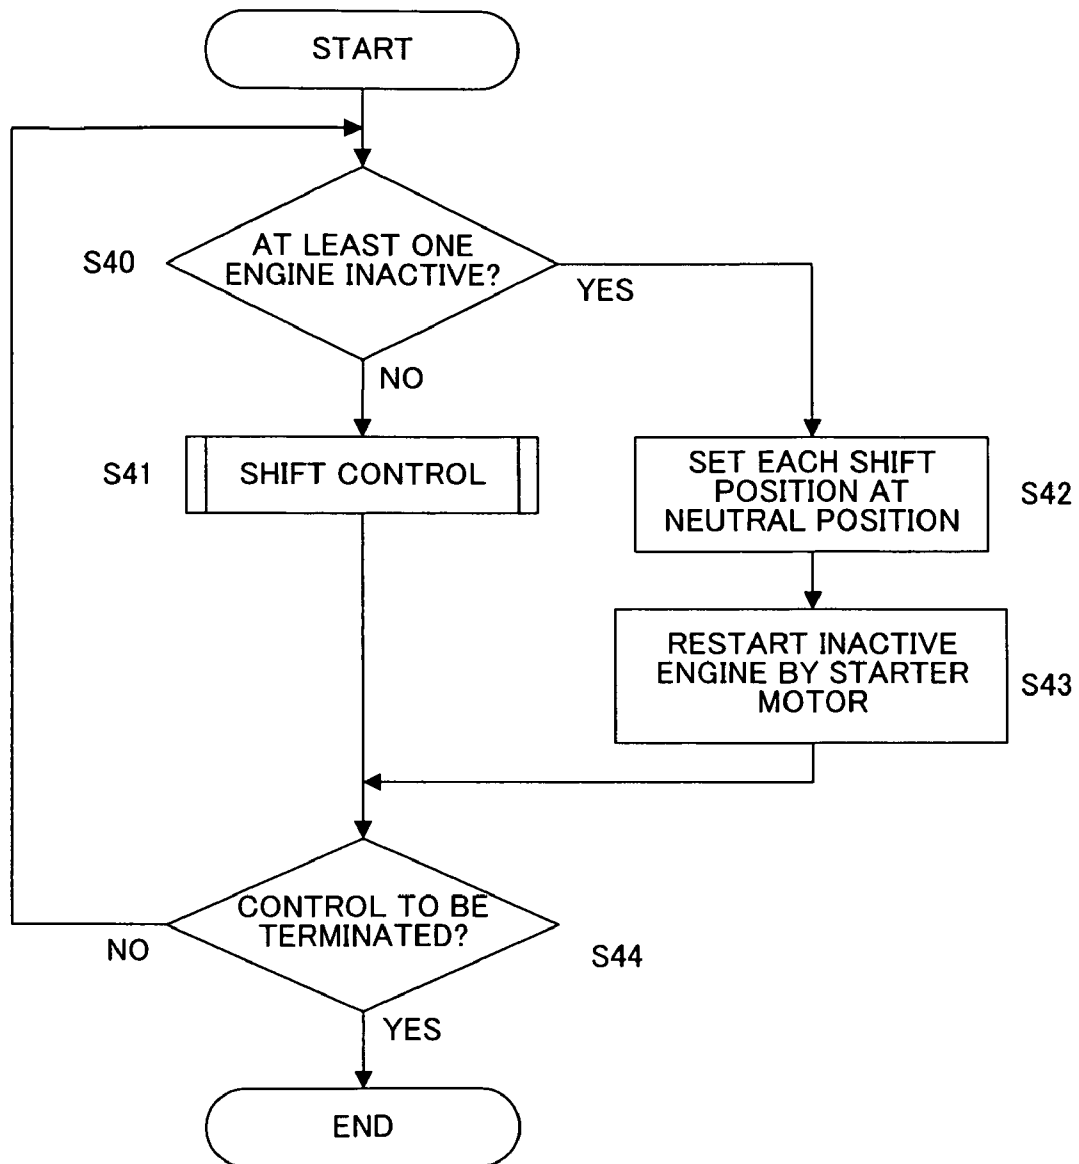 START
S40
AT LEAST ONE
ENGINE INACTIVE?
YES
NO
S41
SHIFT CONTROL
SET EACH SHIFT
POSITION AT
NEUTRAL POSITION
S42
RESTART INACTIVE
ENGINE BY STARTER
MOTOR
S43
CONTROL TO BE
TERMINATED?
NO
S44
YES
END